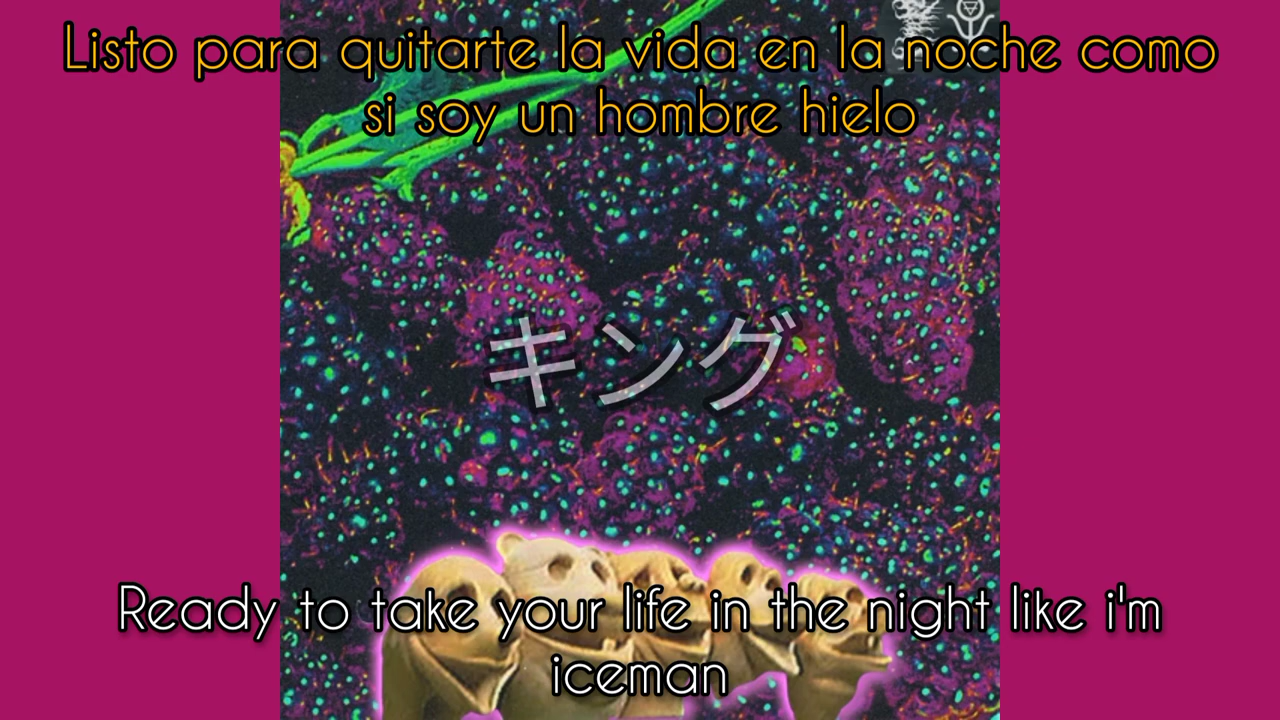 Listo para quitarte la vida en la noche como
si soy un hombre hielo
キング
Ready to take your life in the night like i'm
iceman